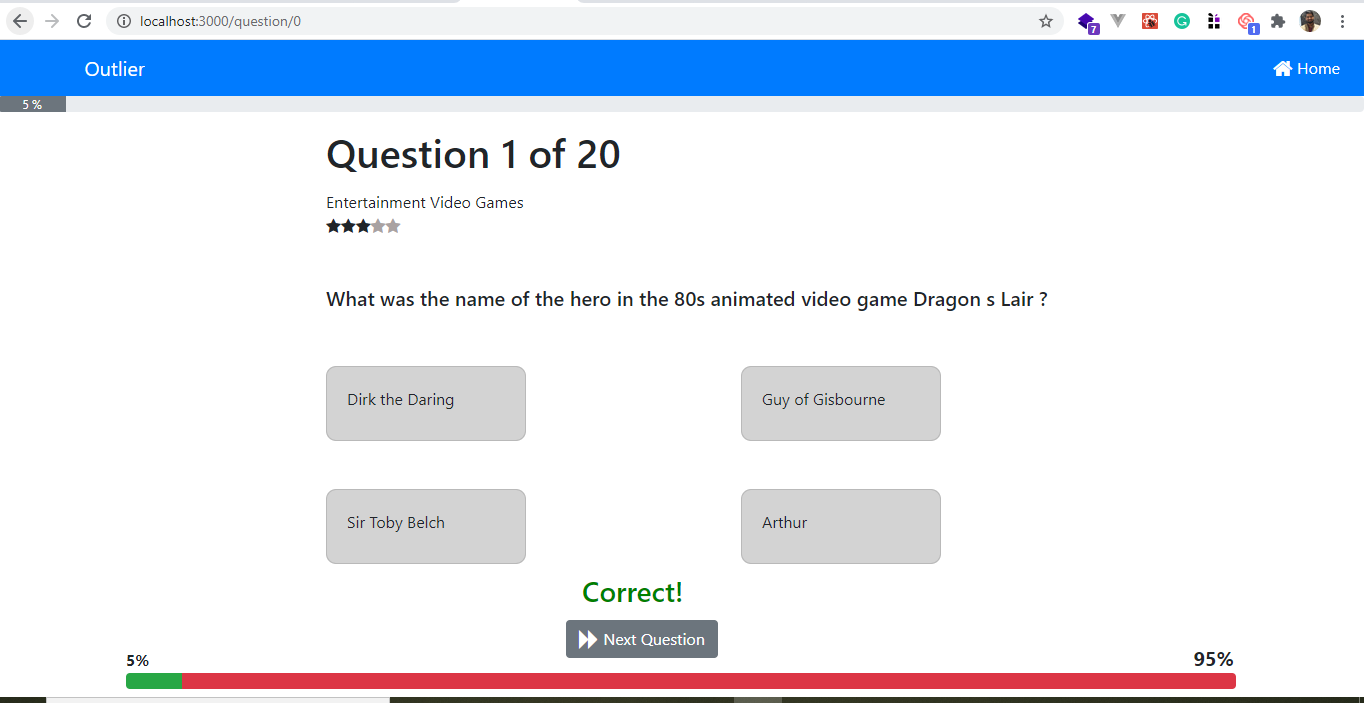 localhost:3000/question/0
7
1
Outlier
Home
5 %
Question 1 of 20
Entertainment Video Games
What was the name of the hero in the 80s animated video game Dragon s Lair ?
Dirk the Daring
Guy of Gisbourne
Sir Toby Belch
Arthur
Correct!
Next Question
5%
95%